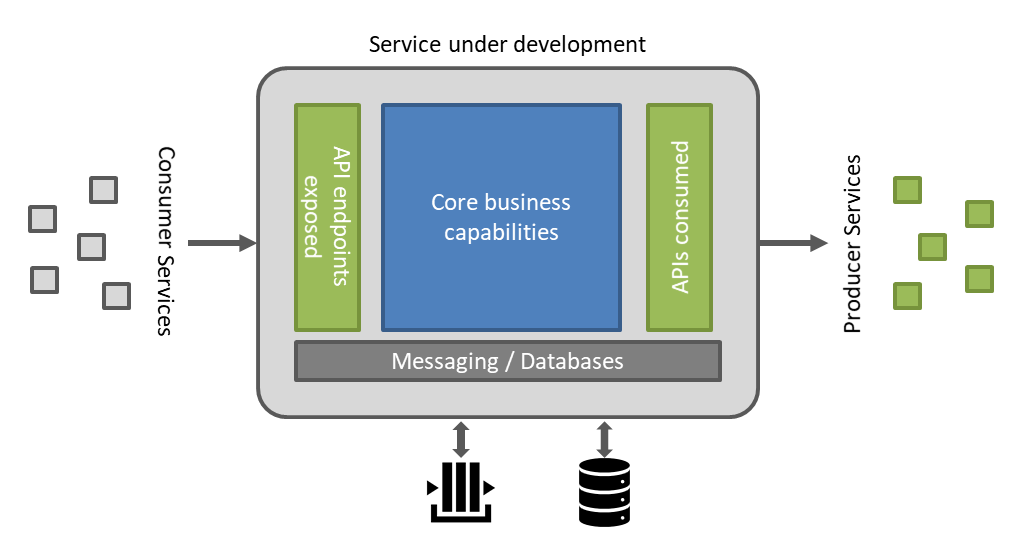 Service under development
Consumer Services
API endpoints
exposed
Core business
capabilities
APIs consumed
Producer Services
Messaging / Databases